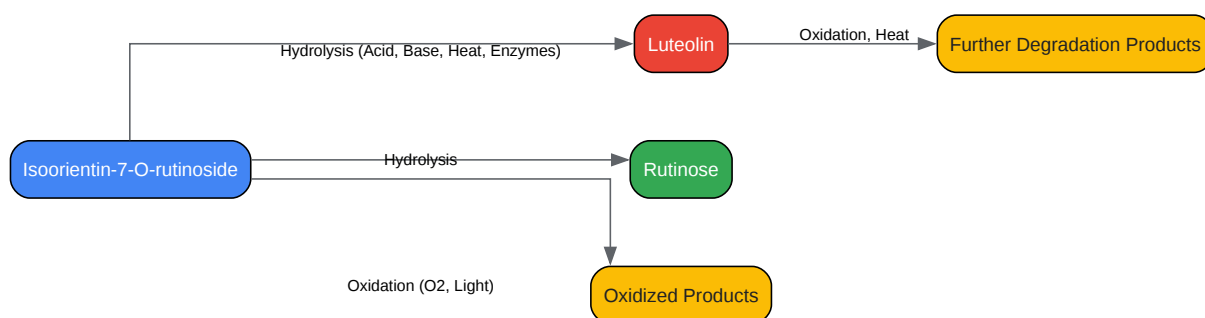 Hydrolysis (Acid, Base, Heat, Enzymes)
Luteolin
Oxidation, Heat
Further Degradation Products
Isoorientin-7-O-rutinoside
Hydrolysis
Rutinose
Oxidation (O2, Light)
Oxidized Products